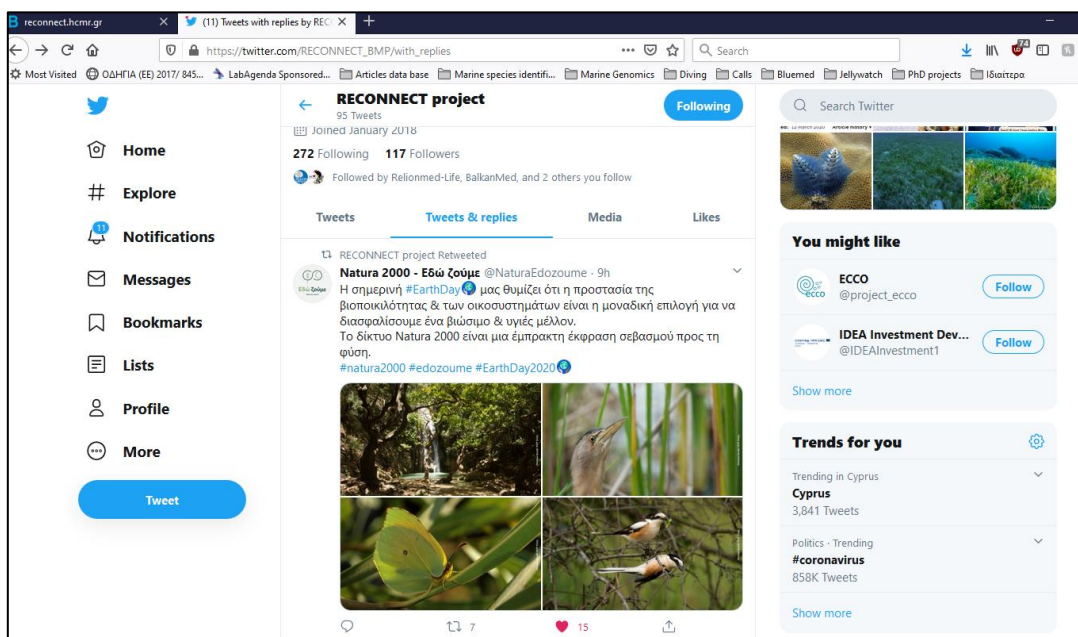 reconnect.hcmr.gr
(11) Tweets with replies by REC
https://twitter.com/RECONNECT_BMP/with_replies
Search
74
Most Visited
ΟΔΗΓΙΑ (ΕΕ) 2017/ 845...
LabAgenda
Sponsored...
Articles data base
Marine species identifi...
Marine Genomics
Diving
Calls
Bluemed
Jellywatch
PhD projects
Ιδιαίτερα
Home
Explore
11
Notifications
Messages
Bookmarks
Lists
Profile
More
Tweet
RECONNECT project
95 Tweets
Following
Joined January 2018
272 Following 117 Followers
Followed by Relionmed-Life, BalkanMed, and 2 others you follow
Tweets
Tweets & replies
Media
Likes
RECONNECT project Retweeted
Εδώ ζούμε
Natura 2000 - Εδώ ζούμε @NaturaEdozoume · 9h
Η σημερινή #EarthDay μας θυμίζει ότι η προστασία της
βιοποικιλότητας & των οικοσυστημάτων είναι η μοναδική επιλογή για να
διασφαλίσουμε ένα βιώσιμο & υγιές μέλλον.
Το δίκτυο Natura 2000 είναι μια έμπρακτη έκφραση σεβασμού προς τη
φύση.
#natura2000 #edozoume #EarthDay2020
7
15
Search Twitter
You might like
ecco
ECCO
@project_ecco
Follow
IDEA Investment Dev...
@IDEAInvestment1
Follow
Show more
Trends for you
Trending in Cyprus
Cyprus
3,841 Tweets
Politics · Trending
#coronavirus
858K Tweets
Show more